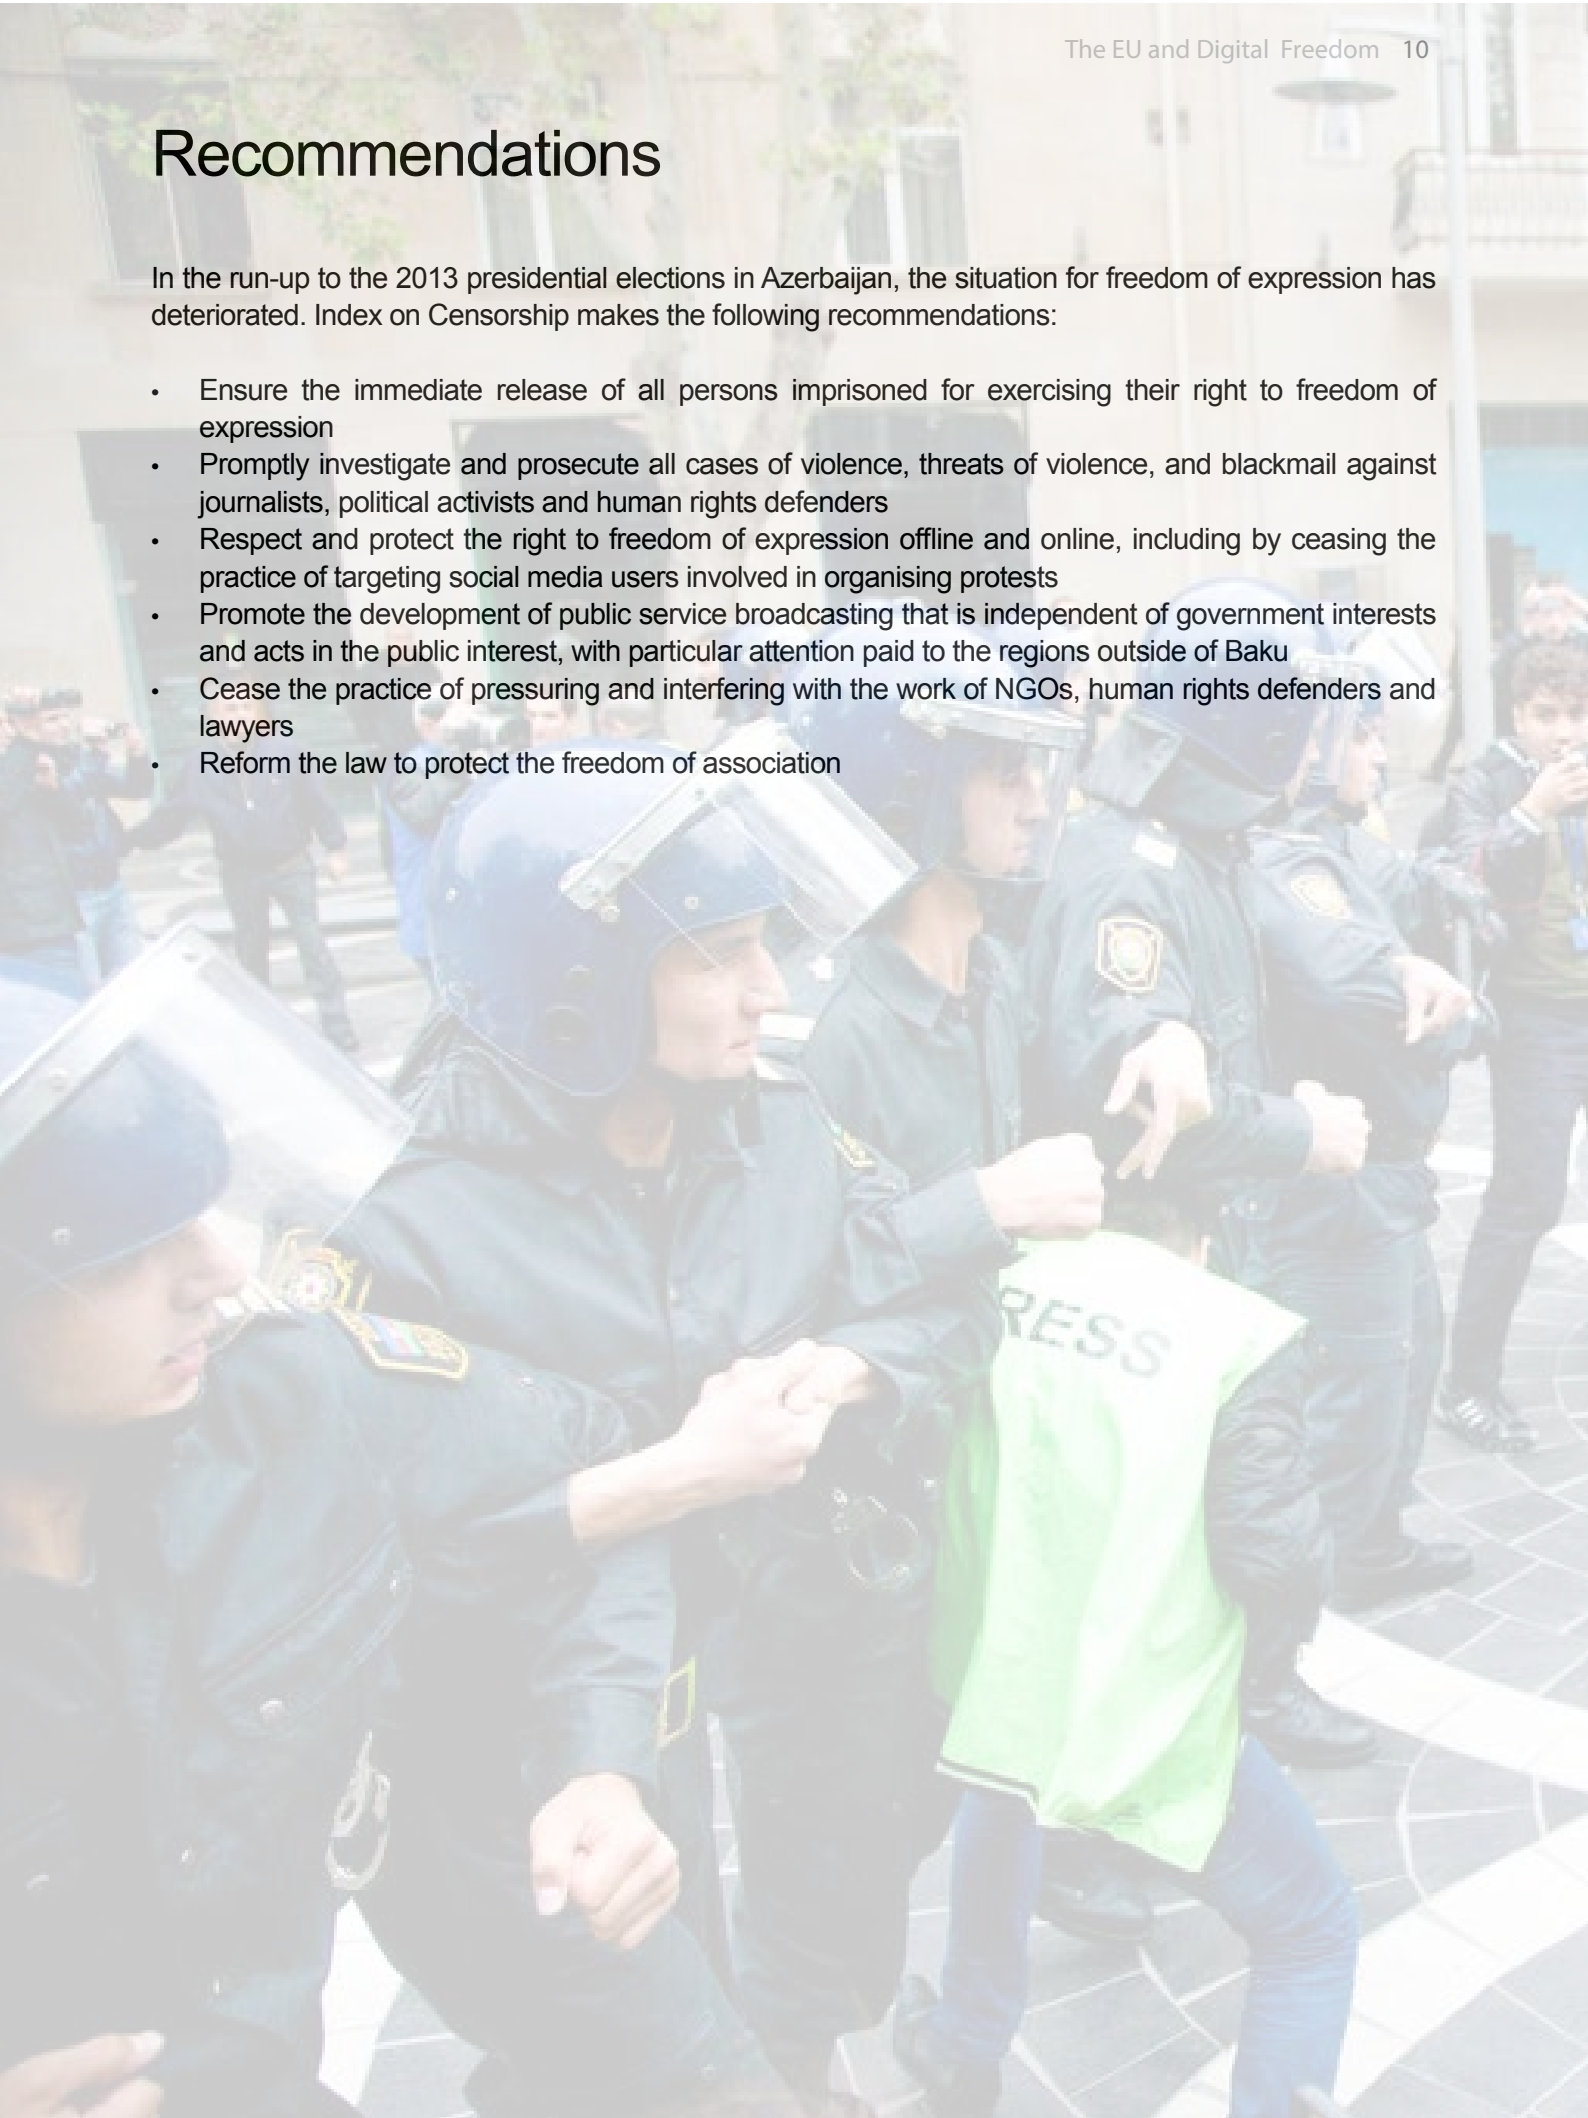 The EU and Digital Freedom 10
Recommendations
In the run-up to the 2013 presidential elections in Azerbaijan, the situation for freedom of expression has
deteriorated. Index on Censorship makes the following recommendations:
• Ensure the immediate release of all persons imprisoned for exercising their right to freedom of
expression
• Promptly investigate and prosecute all cases of violence, threats of violence, and blackmail against
journalists, political activists and human rights defenders
• Respect and protect the right to freedom of expression offline and online, including by ceasing the
practice of targeting social media users involved in organising protests
• Promote the development of public service broadcasting that is independent of government interests
and acts in the public interest, with particular attention paid to the regions outside of Baku
• Cease the practice of pressuring and interfering with the work of NGOs, human rights defenders and
lawyers
• Reform the law to protect the freedom of association
RESS